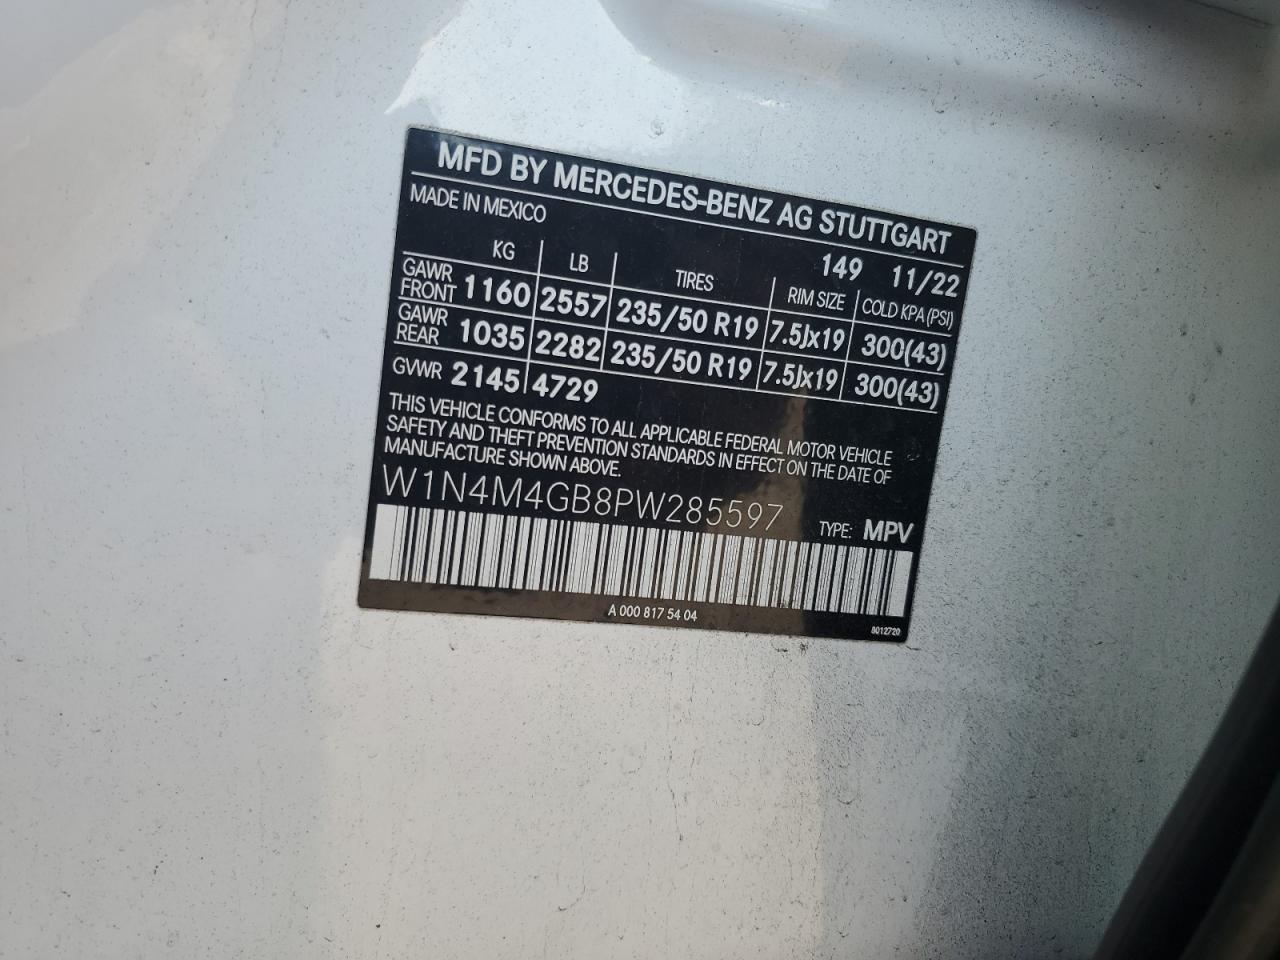 MFD BY MERCEDES-BENZ AG STUTTGART
MADE IN MEXICO 149 11/22
KG LB TIRES RIM SIZE COLD KPA (PSI)
GAWR FRONT 1160 2557 235/50 R19 7.5Jx19 300(43)
GAWR REAR 1035 2282 235/50 R19 7.5Jx19 300(43)
GVWR 2145 4729
THIS VEHICLE CONFORMS TO ALL APPLICABLE FEDERAL MOTOR VEHICLE
SAFETY AND THEFT PREVENTION STANDARDS IN EFFECT ON THE DATE OF
MANUFACTURE SHOWN ABOVE.
W1N4M4GB8PW285597 TYPE: MPV
A 000 817 54 04
8012720